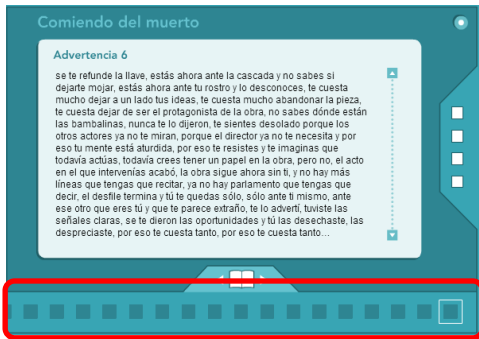 Comiendo del muerto
Advertencia 6
se te refunde la llave, estás ahora ante la cascada y no sabes si
dejarte mojar, estás ahora ante tu rostro y lo desconoces, te cuesta
mucho dejar a un lado tus ideas, te cuesta mucho abandonar la pieza,
te cuesta dejar de ser el protagonista de la obra, no sabes dónde están
las bambalinas, nunca te lo dijeron, te sientes desolado porque los
otros actores ya no te miran, porque el director ya no te necesita y por
eso tu mente está aturdida, por eso te resistes y te imaginas que
todavía actúas, todavía crees tener un papel en la obra, pero no, el acto
en el que intervenías acabó, la obra sigue ahora sin ti, y no hay más
líneas que tengas que recitar, ya no hay parlamento que tengas que
decir, el desfile termina y tú te quedas sólo, sólo ante ti mismo, ante
ese otro que eres tú y que te parece extraño, te lo advertí, tuviste las
señales claras, se te dieron las oportunidades y tú las desechaste, las
despreciaste, por eso te cuesta tanto, por eso te cuesta tanto...